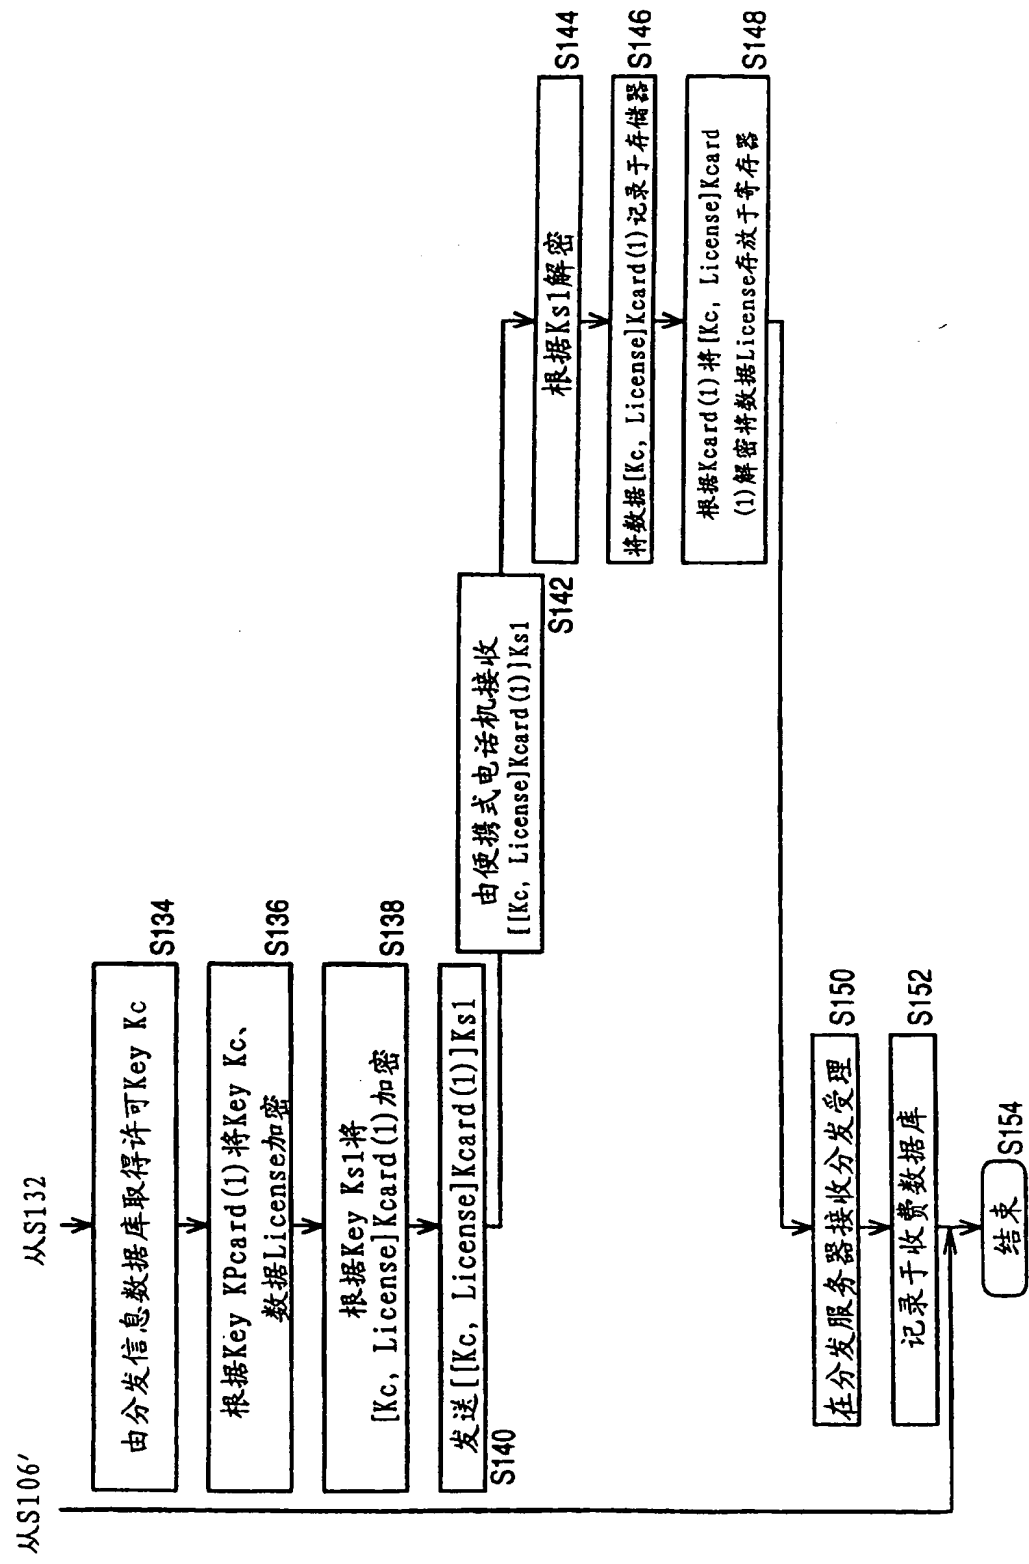 从S106′
从S132
由分发信息数据库取得许可Key Kc
S134
根据Key KPcard(1)将Key Kc、
数据License加密
S136
根据Key Ks1将
[Kc, License]Kcard(1)加密
S138
发送[[Kc, License]Kcard(1)]Ks1
S140
由便携式电话机接收
[[Kc, License]Kcard(1)]Ks1
S142
根据Ks1解密
S144
将数据[Kc, License]Kcard(1)记录于存储器
S146
根据Kcard(1)将[Kc, License]Kcard
(1)解密将数据License存放于寄存器
S148
在分发服务器接收分发受理
S150
记录于收费数据库
S152
结束
S154